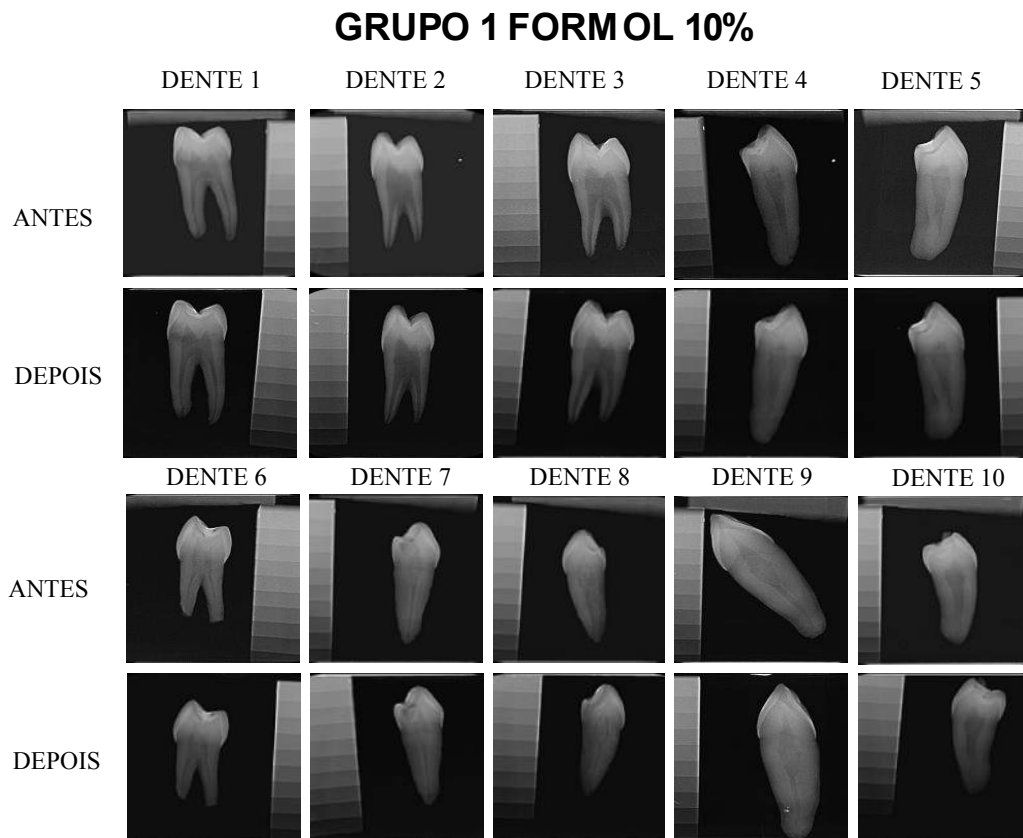 GRUPO 1 FORMOL 10%
DENTE 1 DENTE 2 DENTE 3 DENTE 4 DENTE 5
ANTES
DEPOIS
DENTE 6 DENTE 7 DENTE 8 DENTE 9 DENTE 10
ANTES
DEPOIS